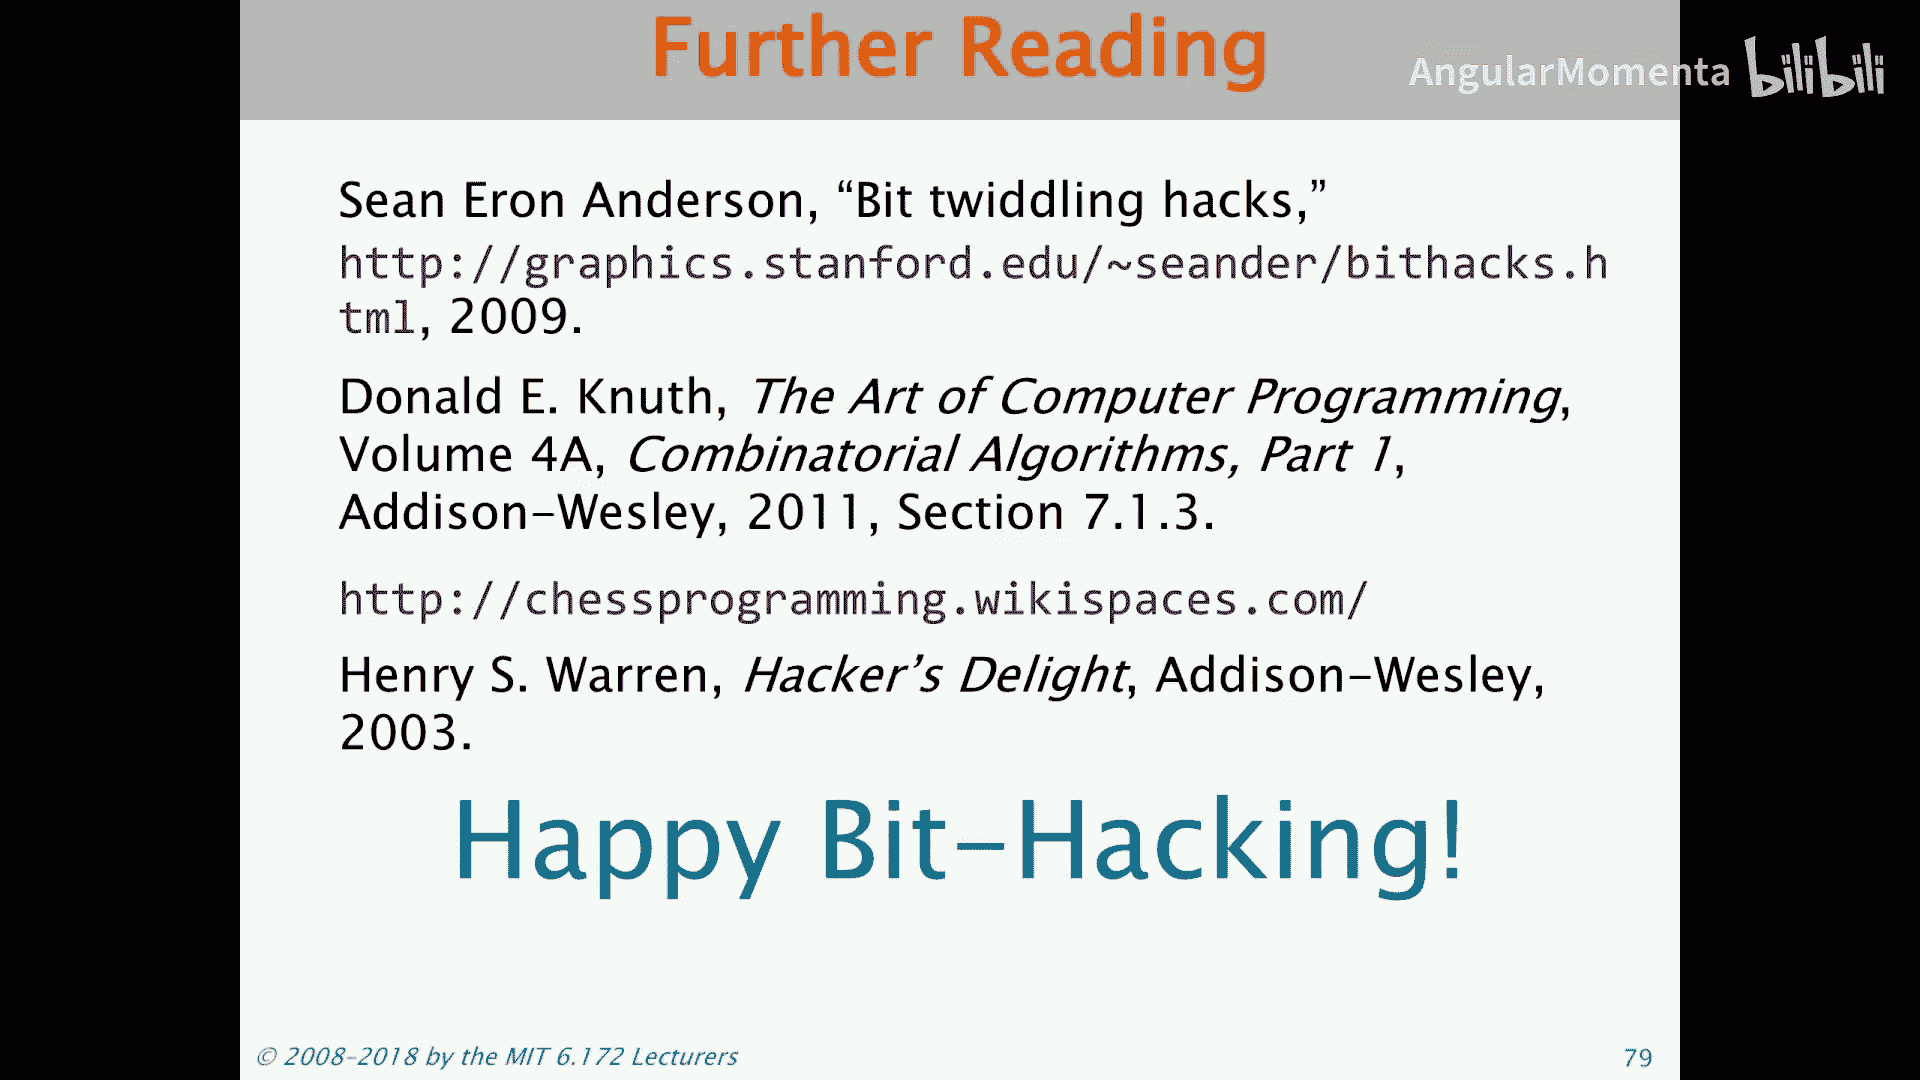 Further Reading
AngularMomenta bilibili
Sean Eron Anderson, “Bit twiddling hacks,”
http://graphics.stanford.edu/~seander/bithacks.h
tml, 2009.
Donald E. Knuth, The Art of Computer Programming,
Volume 4A, Combinatorial Algorithms, Part 1,
Addison–Wesley, 2011, Section 7.1.3.
http://chessprogramming.wikispaces.com/
Henry S. Warren, Hacker’s Delight, Addison–Wesley,
2003.
Happy Bit–Hacking!
© 2008–2018 by the MIT 6.172 Lecturers
79